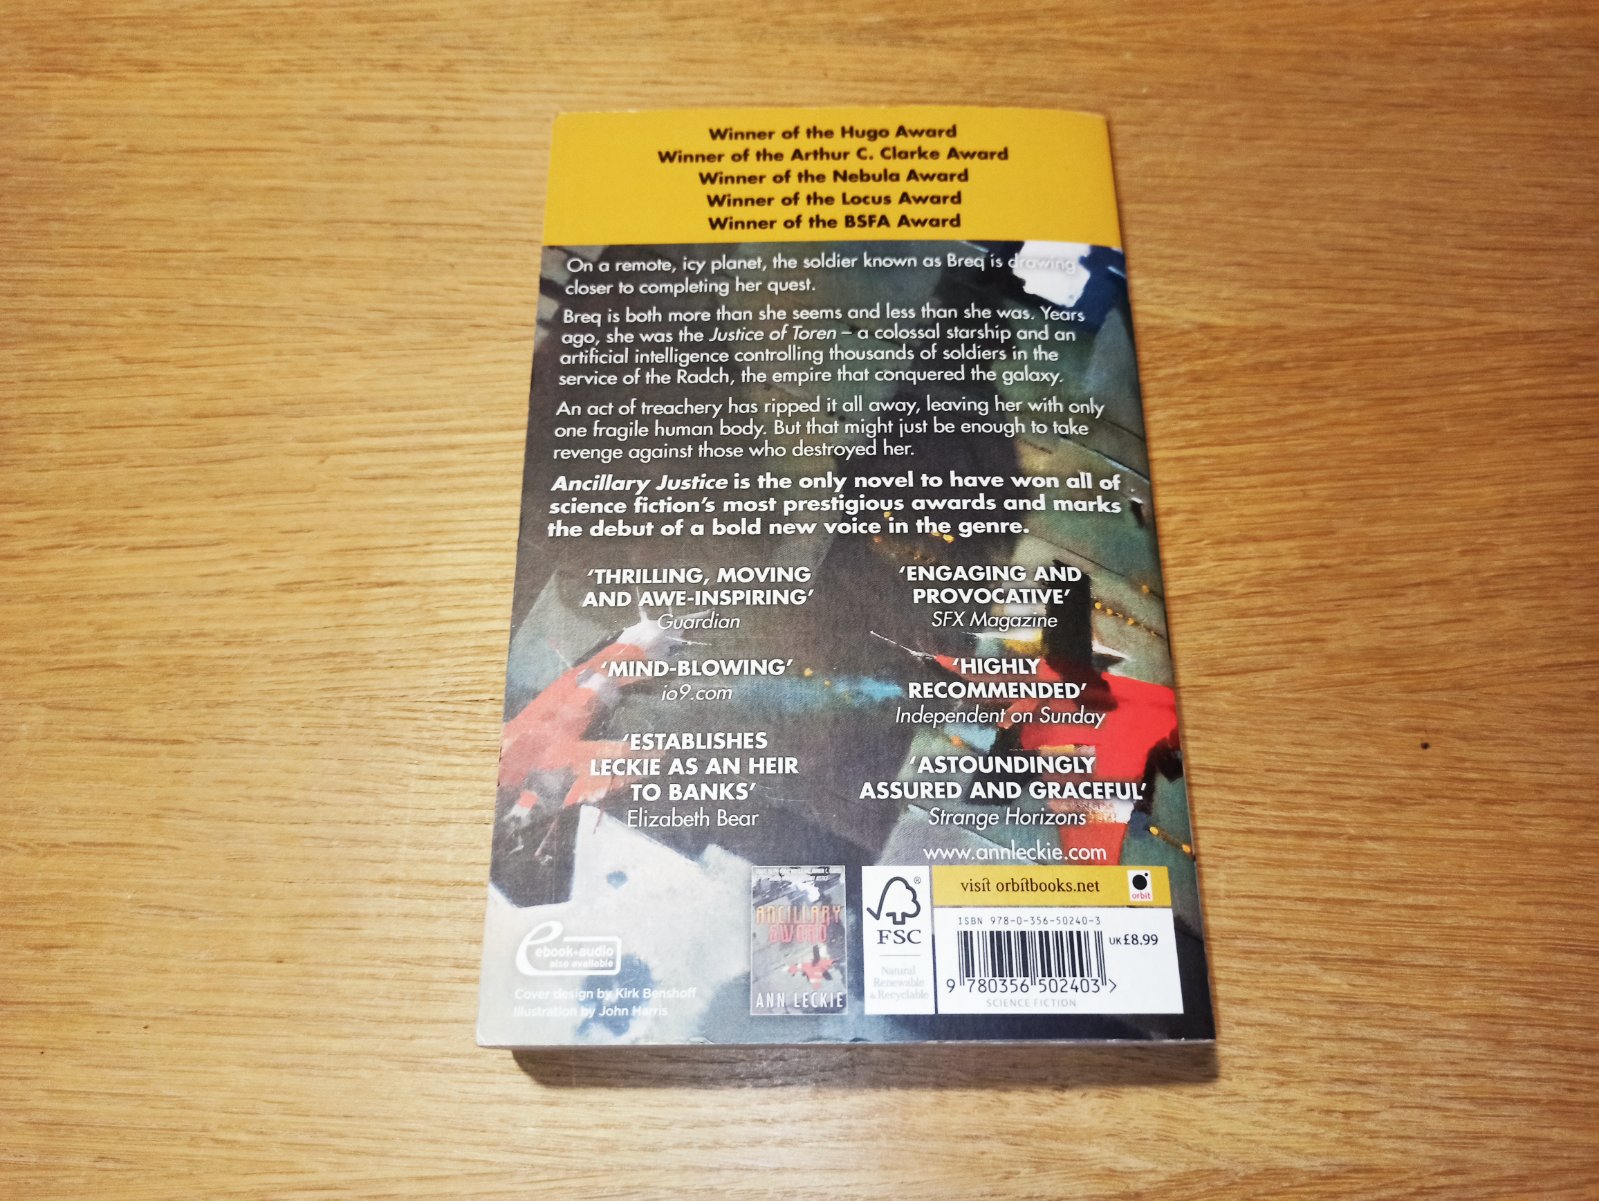 Winner of the Hugo Award
Winner of the Arthur C. Clarke Award
Winner of the Nebula Award
Winner of the Locus Award
Winner of the BSFA Award
On a remote, icy planet, the soldier known as Breq is drawing
closer to completing her quest.
Breq is both more than she seems and less than she was. Years
ago, she was the Justice of Toren – a colossal starship and an
artificial intelligence controlling thousands of soldiers in the
service of the Radch, the empire that conquered the galaxy.
An act of treachery has ripped it all away, leaving her with only
one fragile human body. But that might just be enough to take
revenge against those who destroyed her.
Ancillary Justice is the only novel to have won all of
science fiction's most prestigious awards and marks
the debut of a bold new voice in the genre.
'THRILLING, MOVING
AND AWE-INSPIRING'
Guardian
'MIND-BLOWING'
io9.com
'ESTABLISHES
LECKIE AS AN HEIR
TO BANKS'
Elizabeth Bear
'ENGAGING AND
PROVOCATIVE'
SFX Magazine
'HIGHLY
RECOMMENDED'
Independent on Sunday
'ASTOUNDINGLY
ASSURED AND GRACEFUL'
Strange Horizons
www.annleckie.com
ebook+audio
also available
Cover design by Kirk Benshoff
Illustration by John Harris
ANCILLARY
SWORD
ANN LECKIE
®
FSC
Natural
Renewable
& Recyclable
visit orbitbooks.net
orbit
ISBN 978-0-356-50240-3
UK £8.99
9 780356 502403 >
SCIENCE FICTION